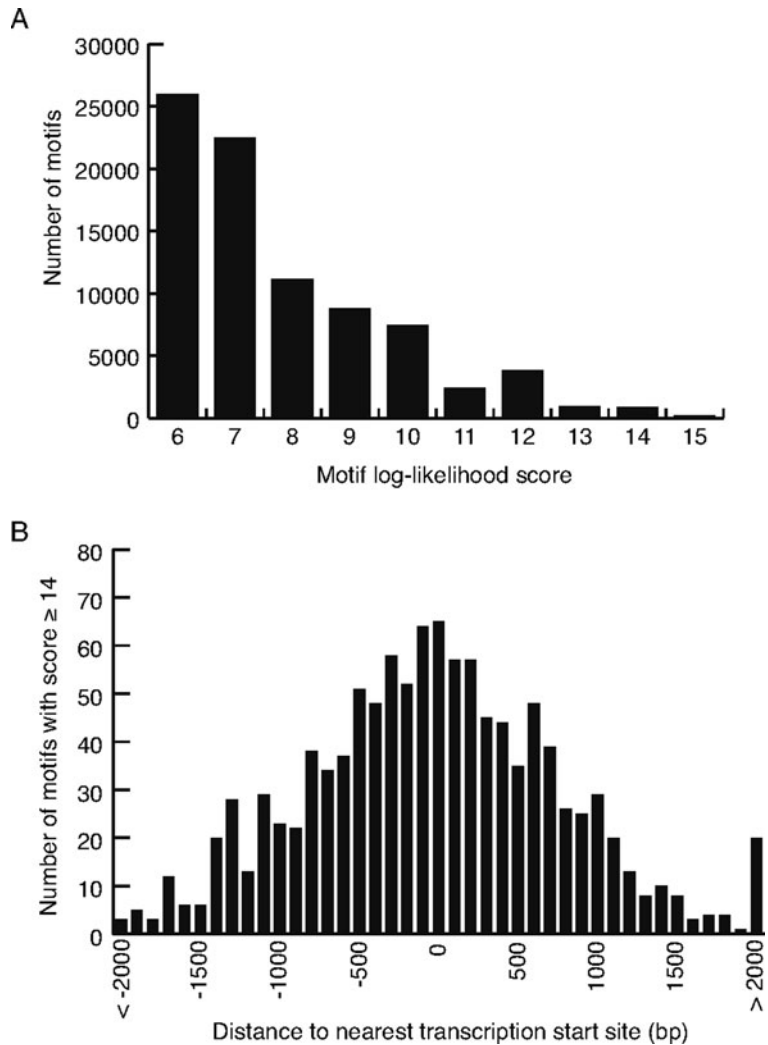 A
30000
25000
20000
15000
10000
5000
0
Number of motifs
6 7 8 9 10 11 12 13 14 15
Motif log-likelihood score
B
80
70
60
50
40
30
20
10
0
Number of motifs with score ≥ 14
< -2000 -1500 -1000 -500 0 500 1000 1500 > 2000
Distance to nearest transcription start site (bp)